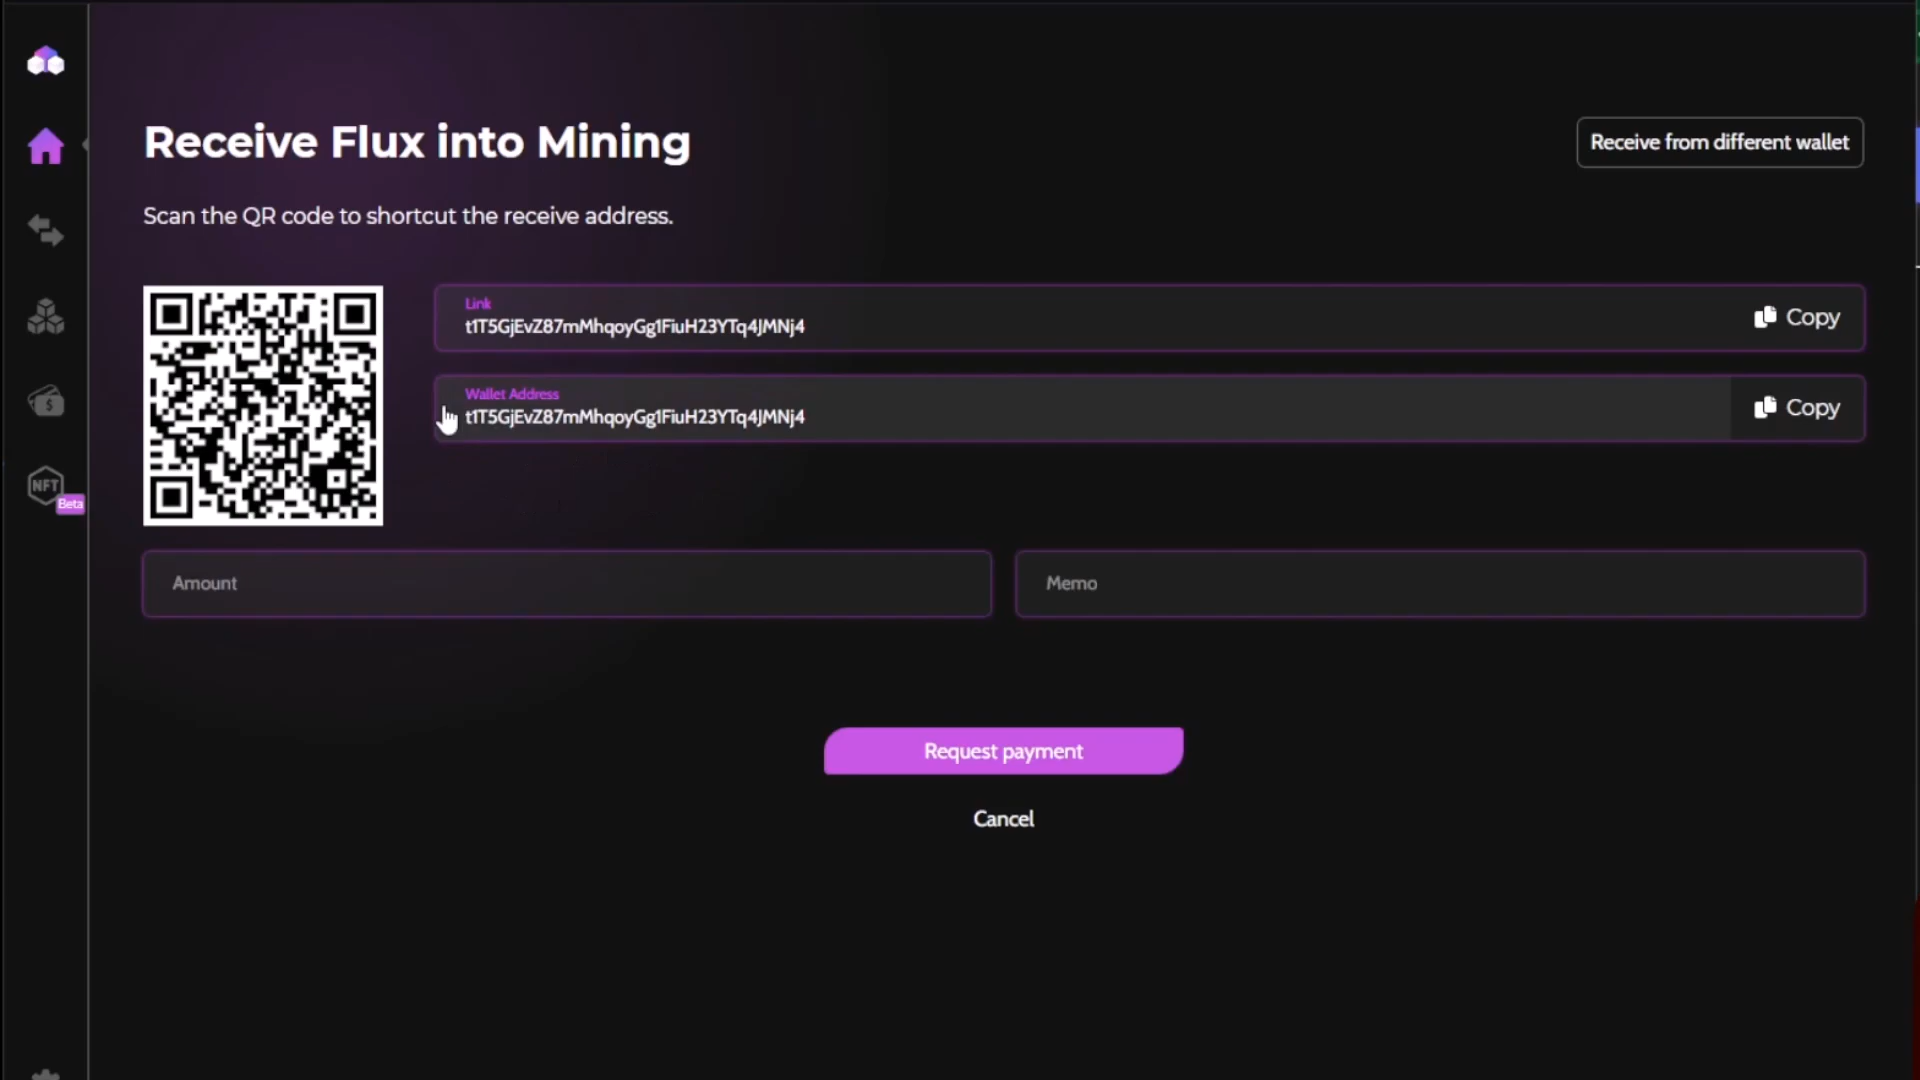 Receive Flux into Mining
Receive from different wallet
Scan the QR code to shortcut the receive address.
Link
t1T5GjEvZ87mMhqoyGg1FiuH23YTq4JMNj4
Copy
Wallet Address
t1T5GjEvZ87mMhqoyGg1FiuH23YTq4JMNj4
Copy
NFT
Beta
Amount
Memo
Request payment
Cancel